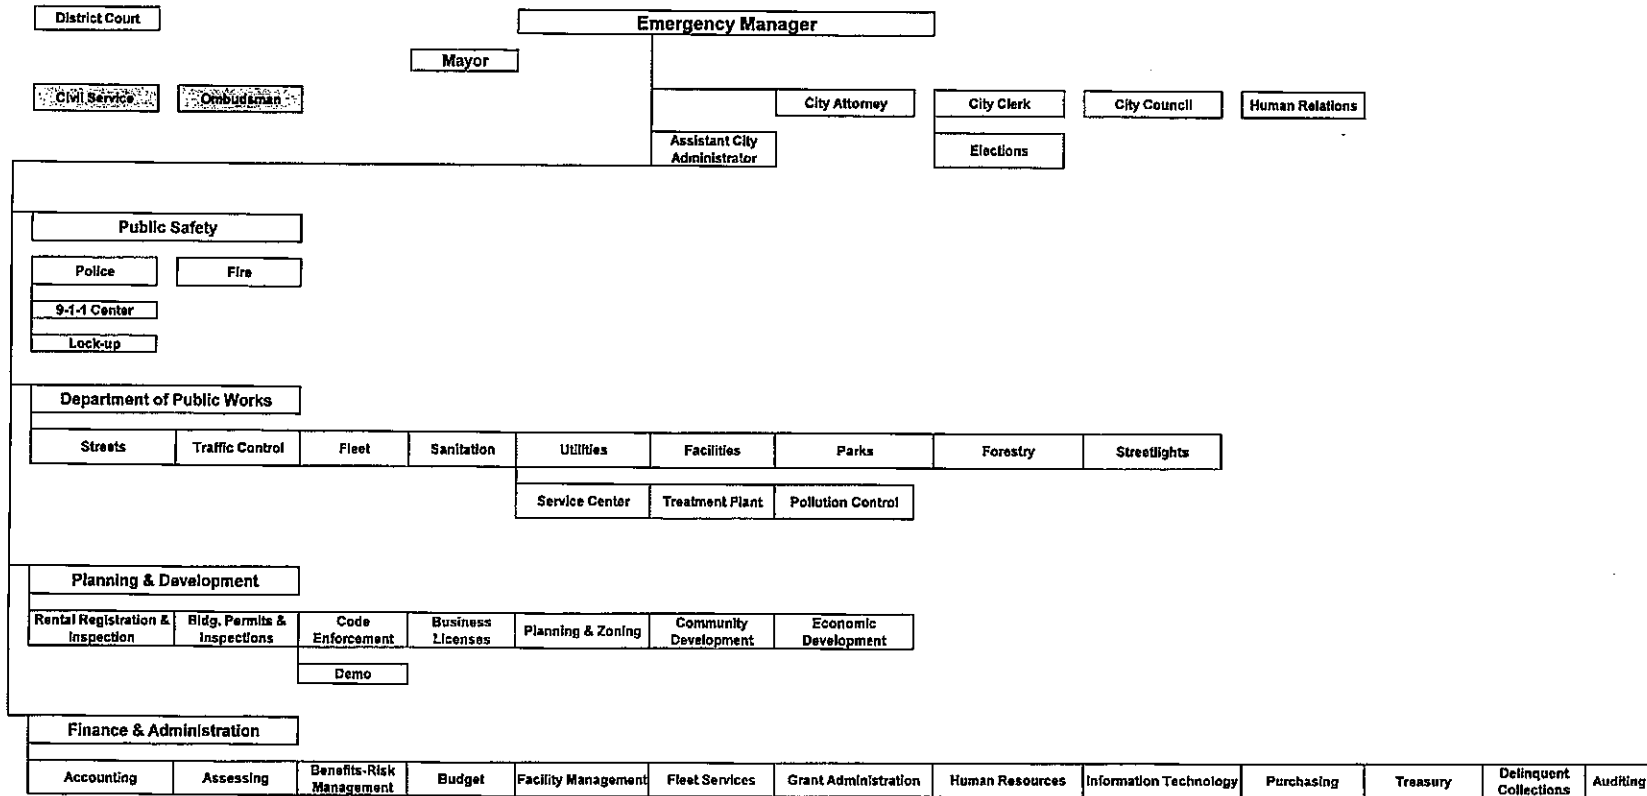 District Court
Emergency Manager
Mayor
Civil Service
Ombudsman
City Attorney
City Clerk
City Council
Human Relations
Assistant City
Administrator
Elections
Public Safety
Police
Fire
9-1-1 Center
Lock-up
Department of Public Works
Streets
Traffic Control
Fleet
Sanitation
Utilities
Facilities
Parks
Forestry
Streetlights
Service Center
Treatment Plant
Pollution Control
Planning & Development
Rental Registration &
Inspection
Bldg. Permits &
Inspections
Code
Enforcement
Business
Licenses
Planning & Zoning
Community
Development
Economic
Development
Demo
Finance & Administration
Accounting
Assessing
Benefits-Risk
Management
Budget
Facility Management
Fleet Services
Grant Administration
Human Resources
Information Technology
Purchasing
Treasury
Delinquent
Collections
Auditing